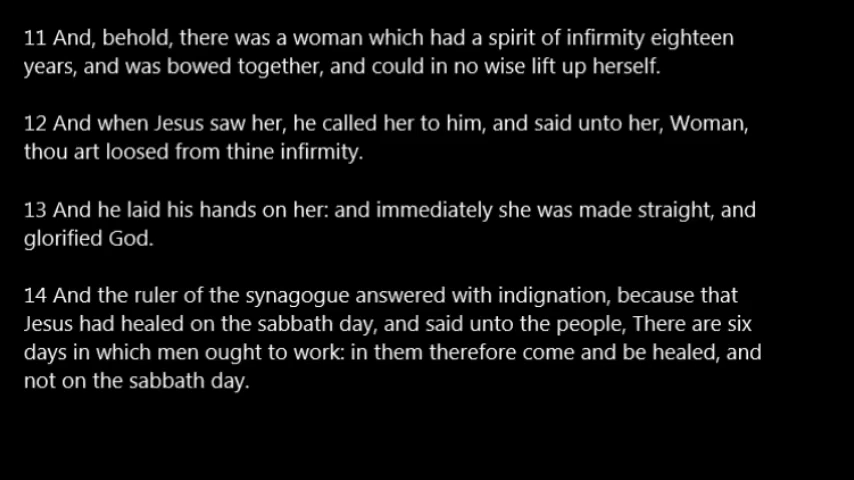 11 And, behold, there was a woman which had a spirit of infirmity eighteen
years, and was bowed together, and could in no wise lift up herself.
12 And when Jesus saw her, he called her to him, and said unto her, Woman,
thou art loosed from thine infirmity.
13 And he laid his hands on her: and immediately she was made straight, and
glorified God.
14 And the ruler of the synagogue answered with indignation, because that
Jesus had healed on the sabbath day, and said unto the people, There are six
days in which men ought to work: in them therefore come and be healed, and
not on the sabbath day.